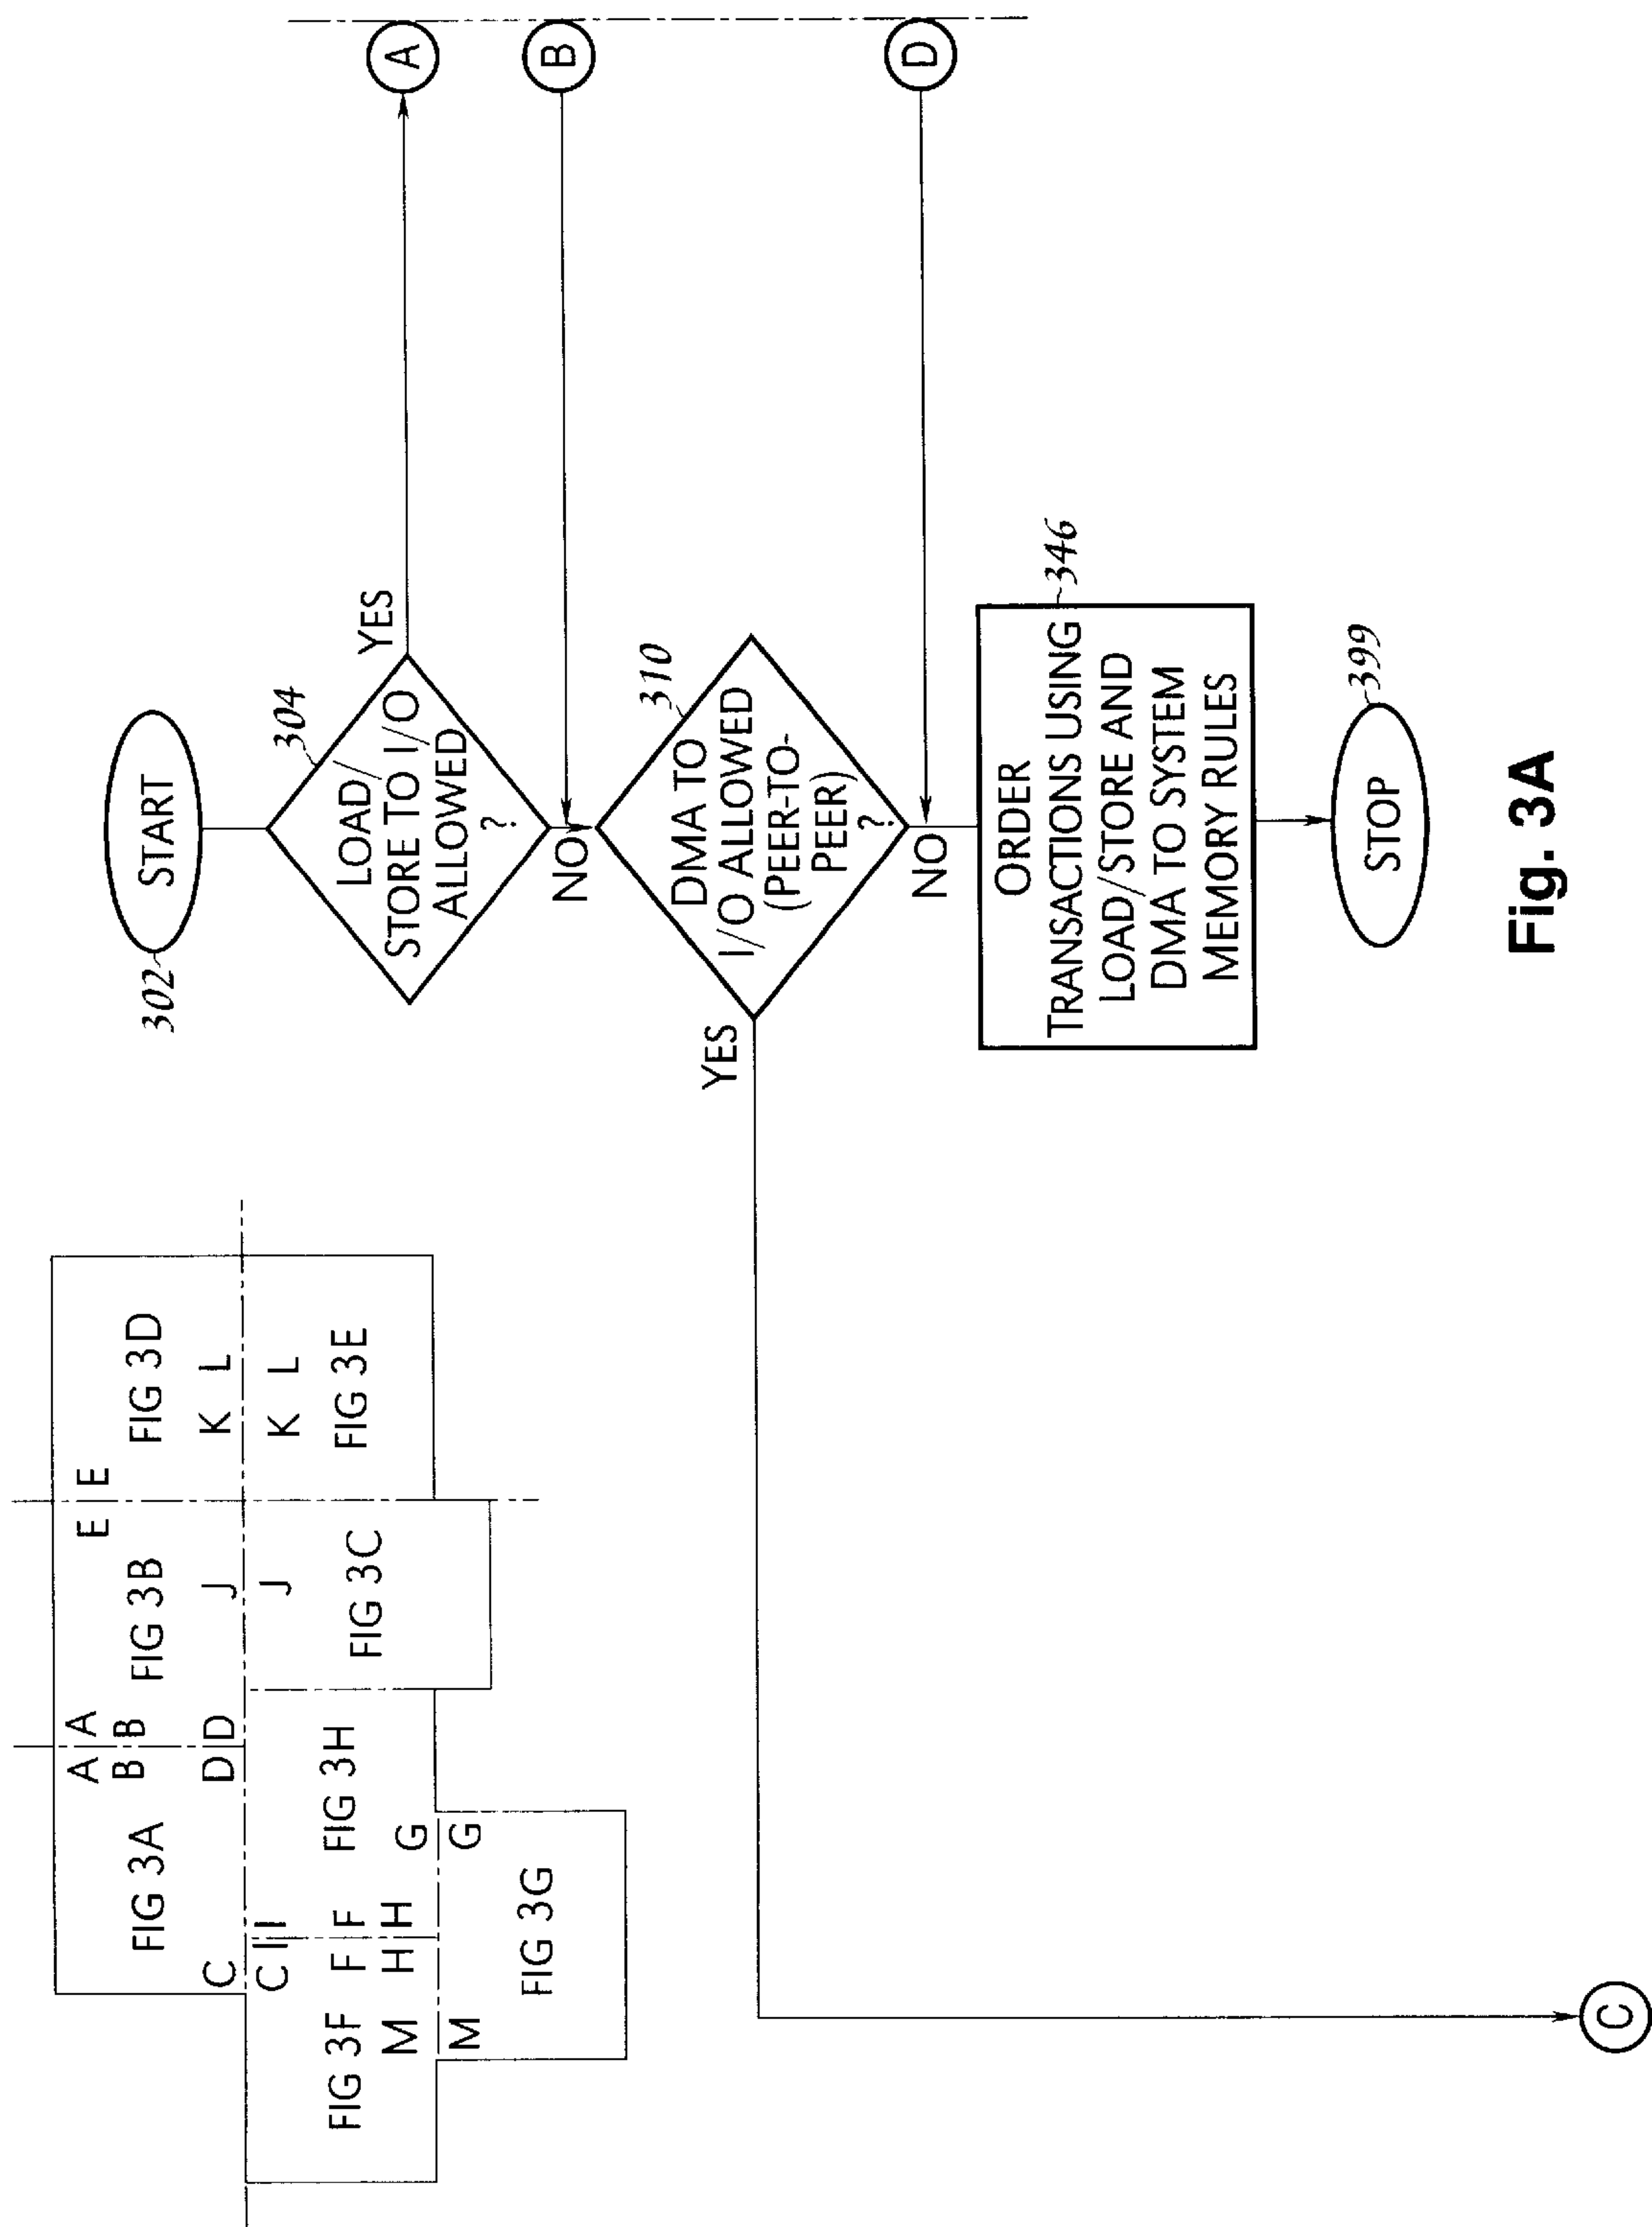 FIG 3A
A A
B B
FIG 3B
E E
FIG 3D
C
D D
J
K L
C I I
J
K L
FIG 3F
F F
FIG 3H
FIG 3C
FIG 3E
M H H
G
M
G
FIG 3G
302
START
304
LOAD/
STORE TO I/O
ALLOWED
?
YES
A
NO
B
310
DMA TO
I/O ALLOWED
(PEER-TO-
PEER)
?
YES
NO
D
ORDER
TRANSACTIONS USING
LOAD/STORE AND
DMA TO SYSTEM
MEMORY RULES
346
STOP
399
C
Fig. 3A